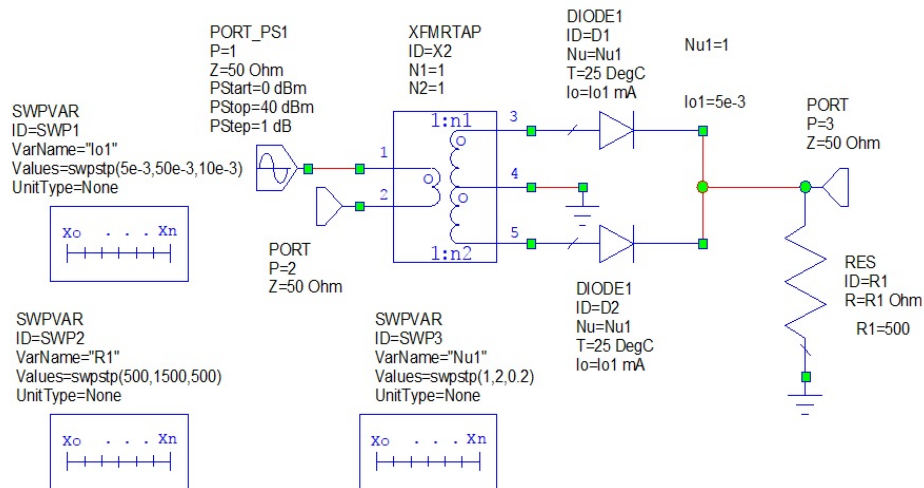 PORT_PS1
P=1
Z=50 Ohm
PStart=0 dBm
PStop=40 dBm
PStep=1 dB
XFMRTAP
ID=X2
N1=1
N2=1
DIODE1
ID=D1
Nu=Nu1
T=25 DegC
Io=Io1 mA
Nu1=1
Io1=5e-3
PORT
P=3
Z=50 Ohm
SWPVAR
ID=SWP1
VarName="Io1"
Values=swpstp(5e-3,50e-3,10e-3)
UnitType=None
Xo . . . Xn
1:n1
3
1
4
2
5
1:n2
PORT
P=2
Z=50 Ohm
DIODE1
ID=D2
Nu=Nu1
T=25 DegC
Io=Io1 mA
RES
ID=R1
R=R1 Ohm
R1=500
SWPVAR
ID=SWP2
VarName="R1"
Values=swpstp(500,1500,500)
UnitType=None
Xo . . . Xn
SWPVAR
ID=SWP3
VarName="Nu1"
Values=swpstp(1,2,0.2)
UnitType=None
Xo . . . Xn